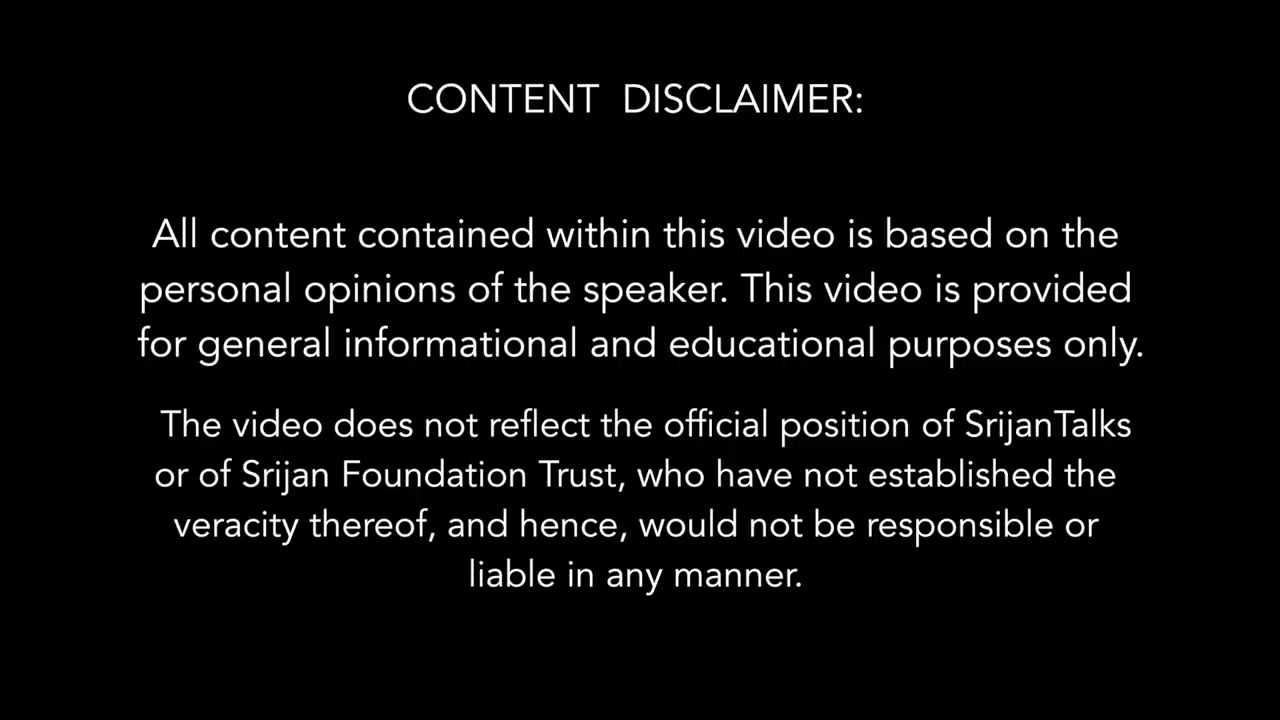 CONTENT DISCLAIMER:
All content contained within this video is based on the
personal opinions of the speaker. This video is provided
for general informational and educational purposes only.
The video does not reflect the official position of SrijanTalks
or of Srijan Foundation Trust, who have not established the
veracity thereof, and hence, would not be responsible or
liable in any manner.